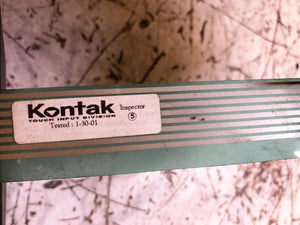 Kontak Inspector
TOUCH INPUT DIVISION 5
Tested : 1-30-01